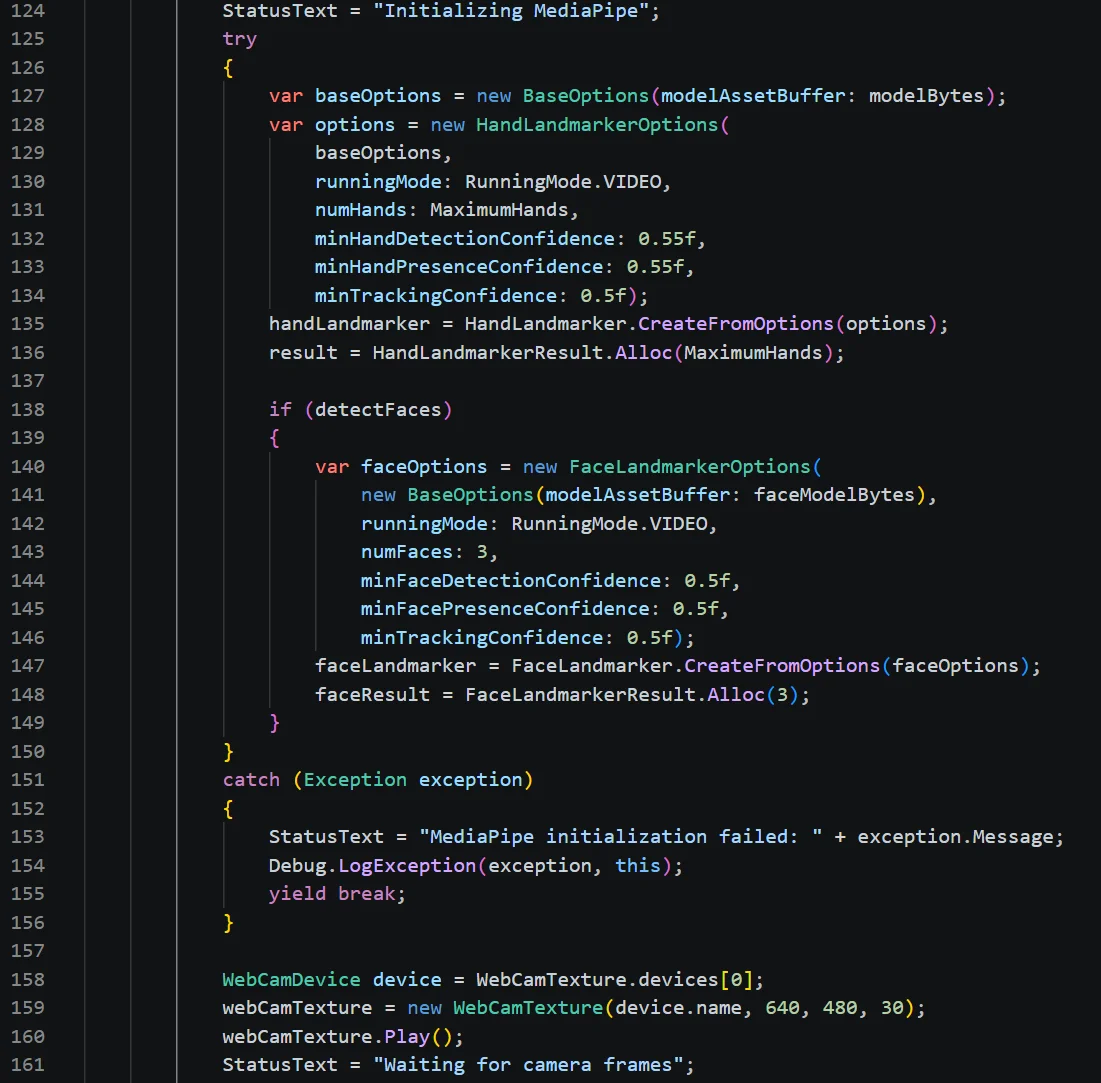 124 StatusText = "Initializing MediaPipe";
125 try
126 {
127 var baseOptions = new BaseOptions(modelAssetBuffer: modelBytes);
128 var options = new HandLandmarkerOptions(
129 baseOptions,
130 runningMode: RunningMode.VIDEO,
131 numHands: MaximumHands,
132 minHandDetectionConfidence: 0.55f,
133 minHandPresenceConfidence: 0.55f,
134 minTrackingConfidence: 0.5f);
135 handLandmarker = HandLandmarker.CreateFromOptions(options);
136 result = HandLandmarkerResult.Alloc(MaximumHands);
137
138 if (detectFaces)
139 {
140 var faceOptions = new FaceLandmarkerOptions(
141 new BaseOptions(modelAssetBuffer: faceModelBytes),
142 runningMode: RunningMode.VIDEO,
143 numFaces: 3,
144 minFaceDetectionConfidence: 0.5f,
145 minFacePresenceConfidence: 0.5f,
146 minTrackingConfidence: 0.5f);
147 faceLandmarker = FaceLandmarker.CreateFromOptions(faceOptions);
148 faceResult = FaceLandmarkerResult.Alloc(3);
149 }
150 }
151 catch (Exception exception)
152 {
153 StatusText = "MediaPipe initialization failed: " + exception.Message;
154 Debug.LogException(exception, this);
155 yield break;
156 }
157
158 WebCamDevice device = WebCamTexture.devices[0];
159 webCamTexture = new WebCamTexture(device.name, 640, 480, 30);
160 webCamTexture.Play();
161 StatusText = "Waiting for camera frames";